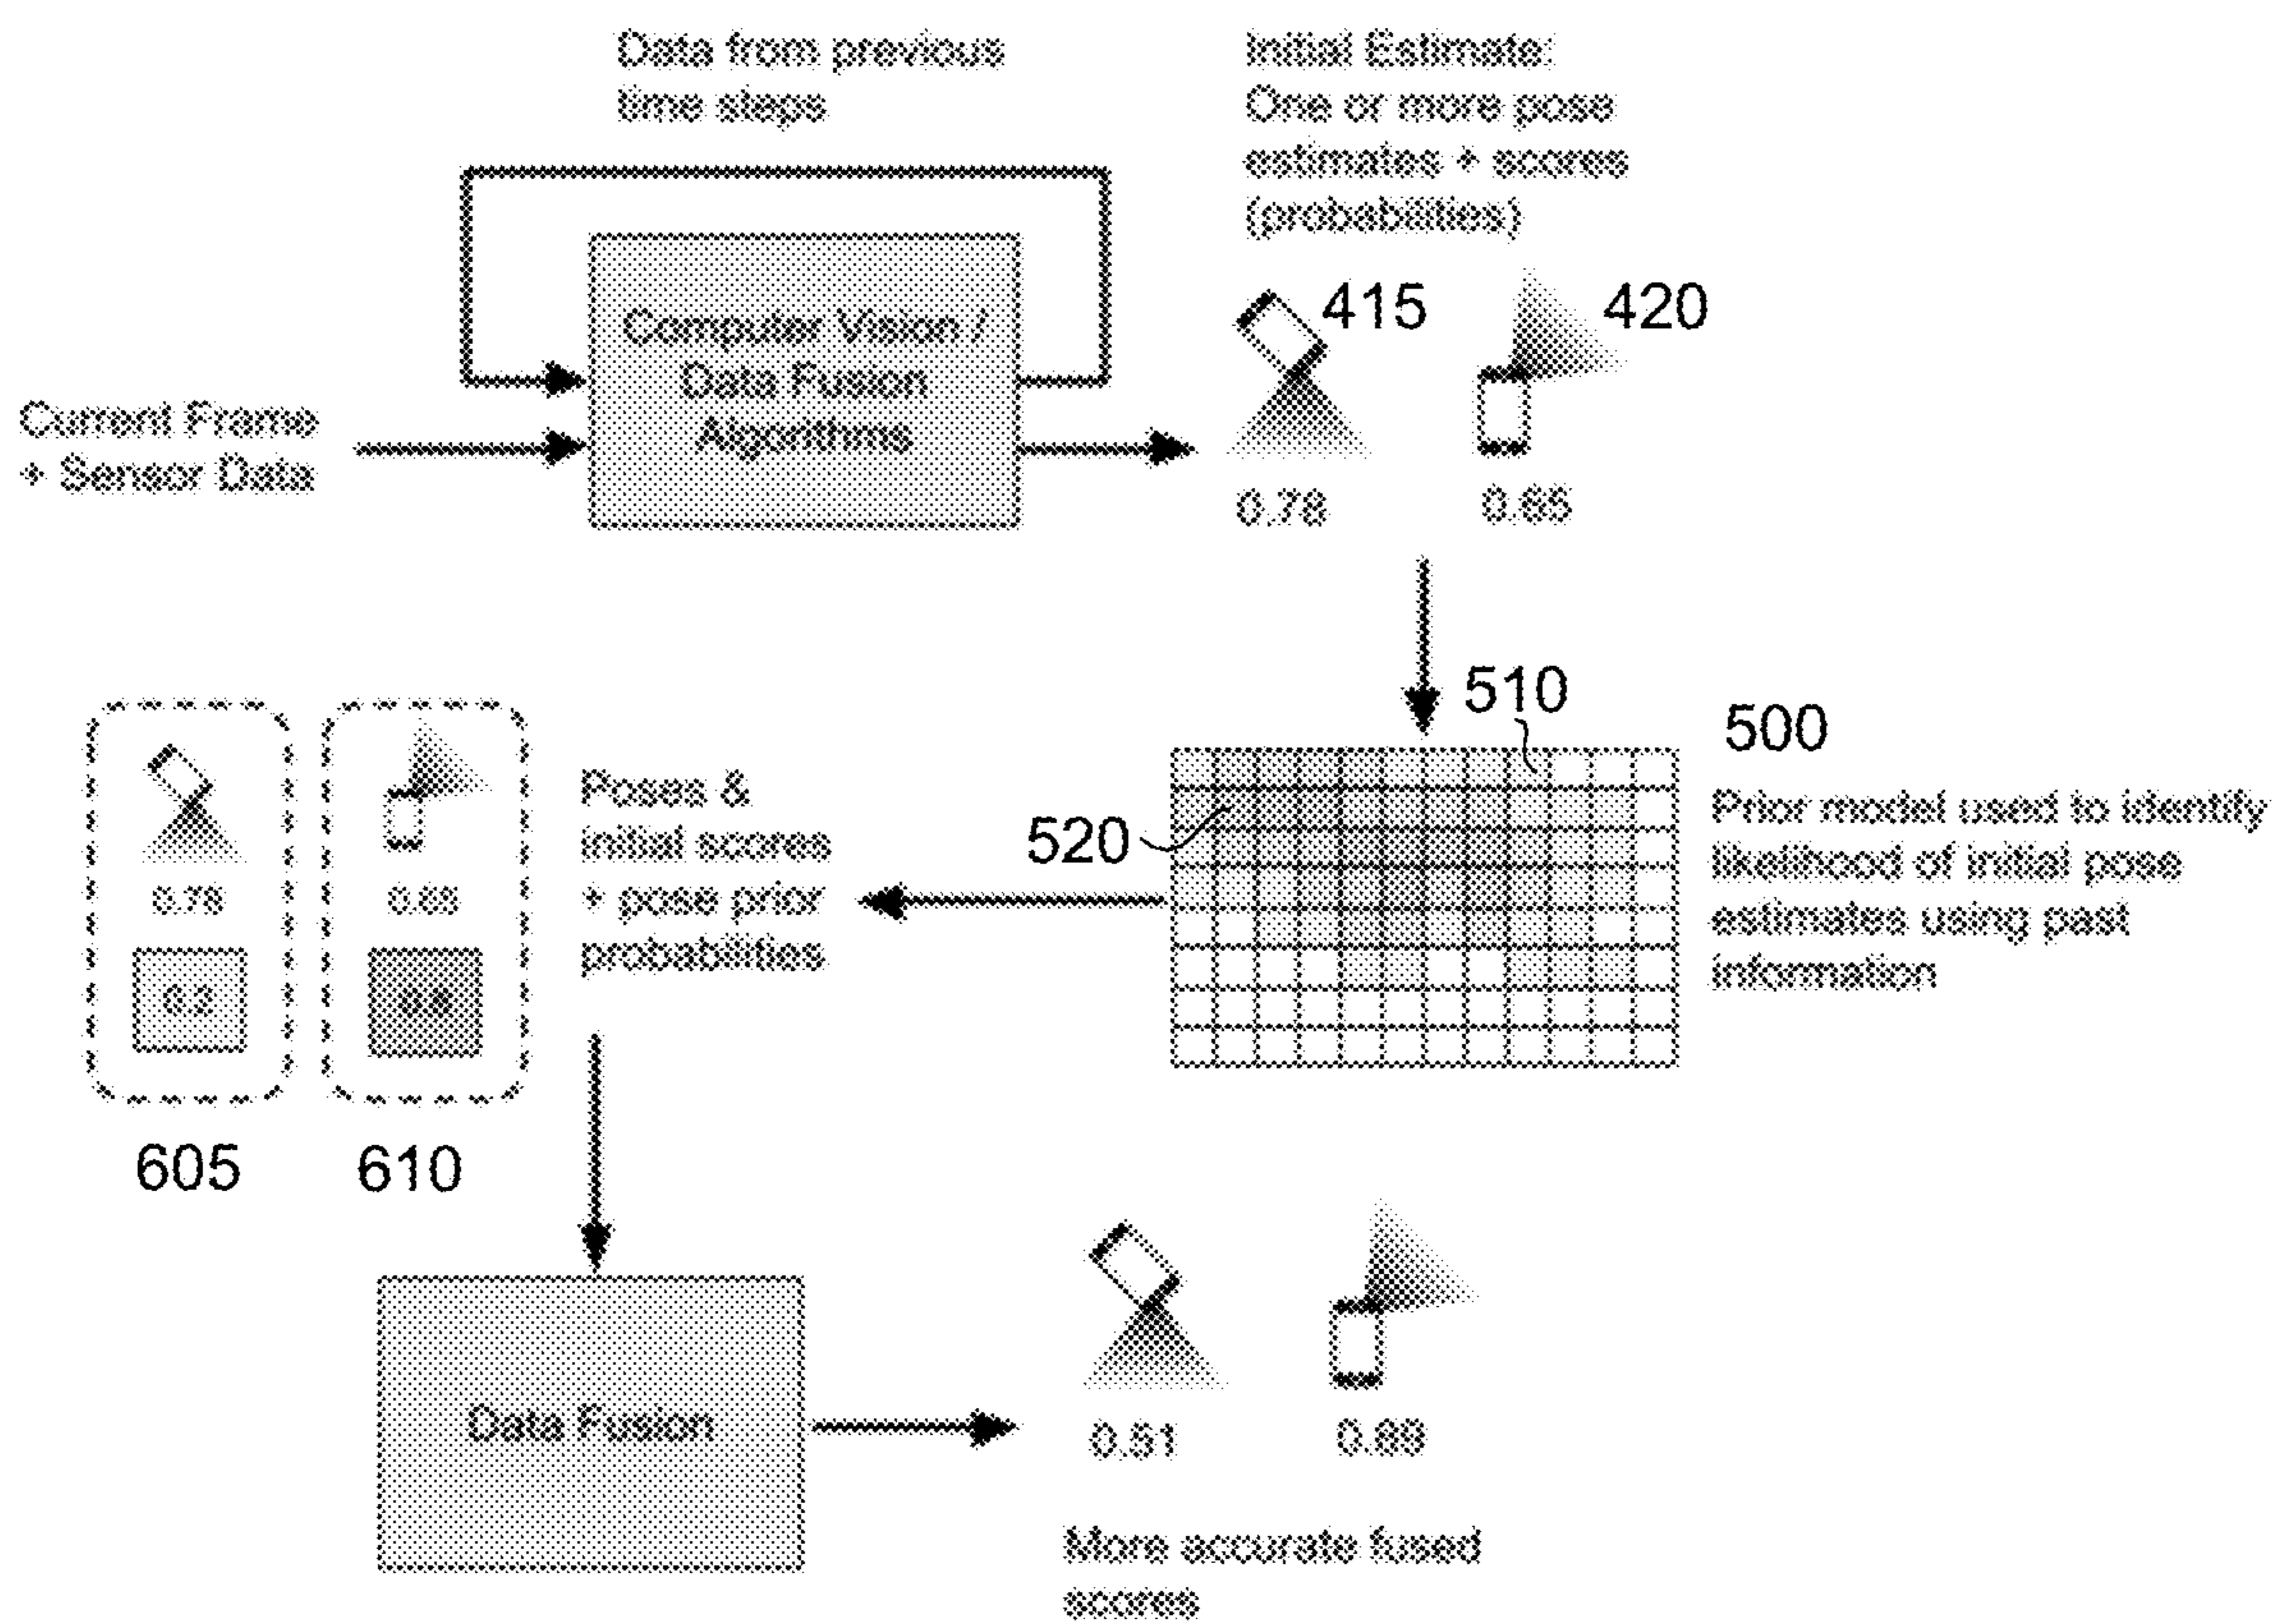 Data from previous
time steps
Initial Estimate:
One or more pose
estimates + scores
(probabilities)
415
420
Computer Vision /
Data Fusion
Algorithms
Current Frame
+ Sensor Data
0.78
0.65
510
500
520
Prior model used to identify
likelihood of initial pose
estimates using past
information
Poses &
initial scores
+ pose prior
probabilities
0.78
0.65
0.2
605
610
Data Fusion
More accurate fused
scores